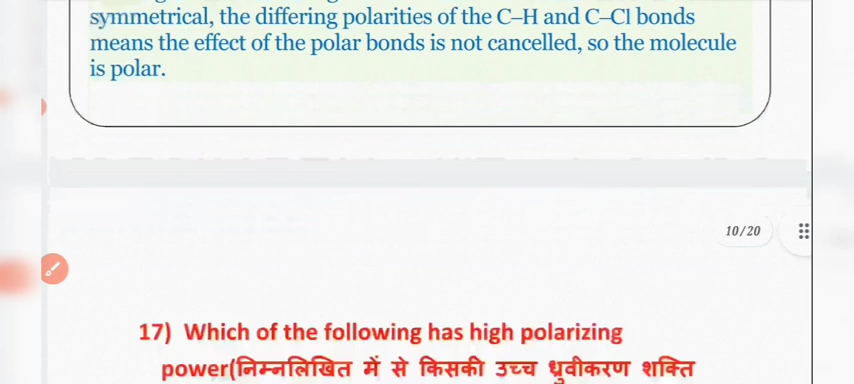 symmetrical, the differing polarities of the C–H and C–Cl bonds
means the effect of the polar bonds is not cancelled, so the molecule
is polar.
10/20
17) Which of the following has high polarizing
power(निम्नलिखित में से किसकी उच्च ध्रुवीकरण शक्ति